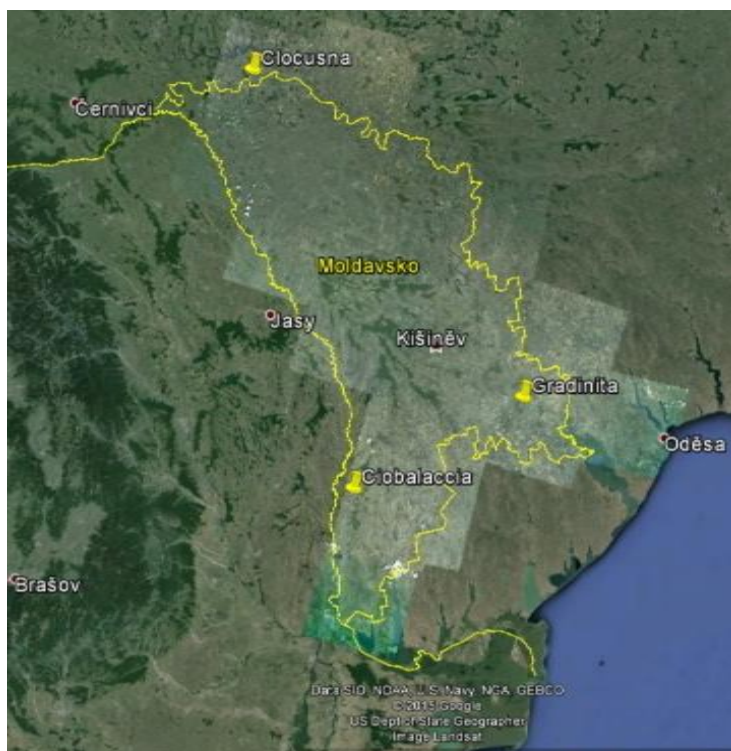 Clocusna
Černivci
Moldavsko
Jasy
Kišiněv
Gradinita
Oděsa
Ciobalaccia
Brašov
Data SIO, NOAA, U.S. Navy, NGA, GEBCO
© 2015 Google
US Dept of State Geographer
Image Landsat